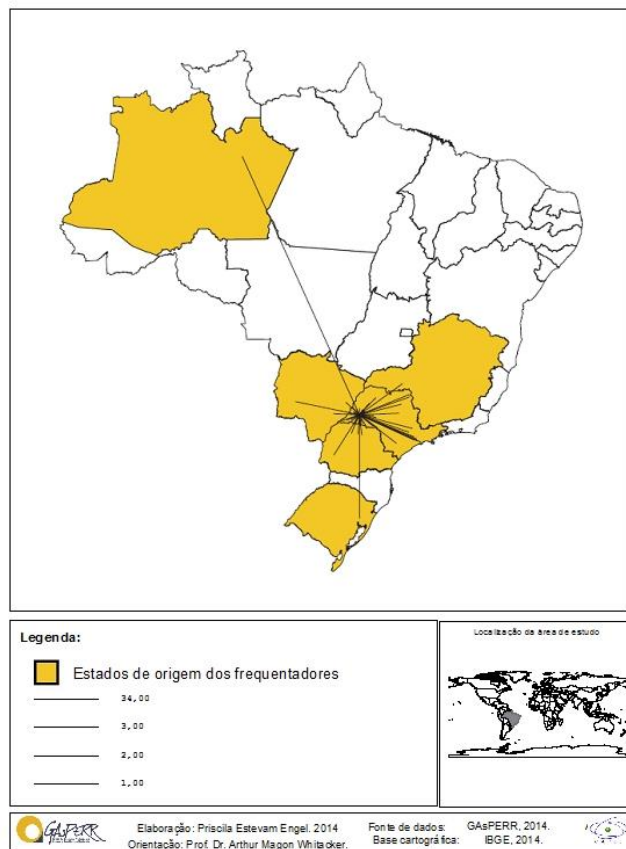 Legenda:
Estados de origem dos frequentadores
34,00
3,00
2,00
1,00
Localização da área de estudo
GAsPERR
Elaboração: Priscila Estevam Engel. 2014
Orientação: Prof. Dr. Arthur Magon Whitacker.
Fonte de dados: GAsPERR, 2014.
Base cartográfica: IBGE, 2014.